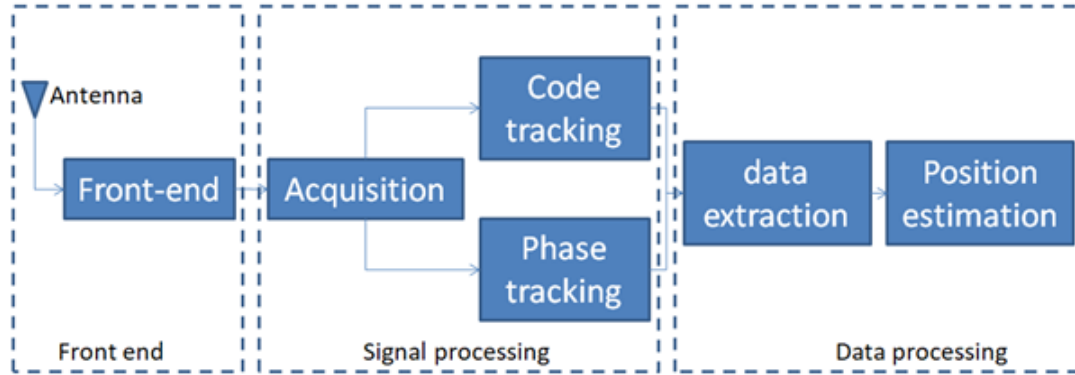 Antenna
Front-end
Acquisition
Code
tracking
Phase
tracking
data
extraction
Position
estimation
Front end
Signal processing
Data processing